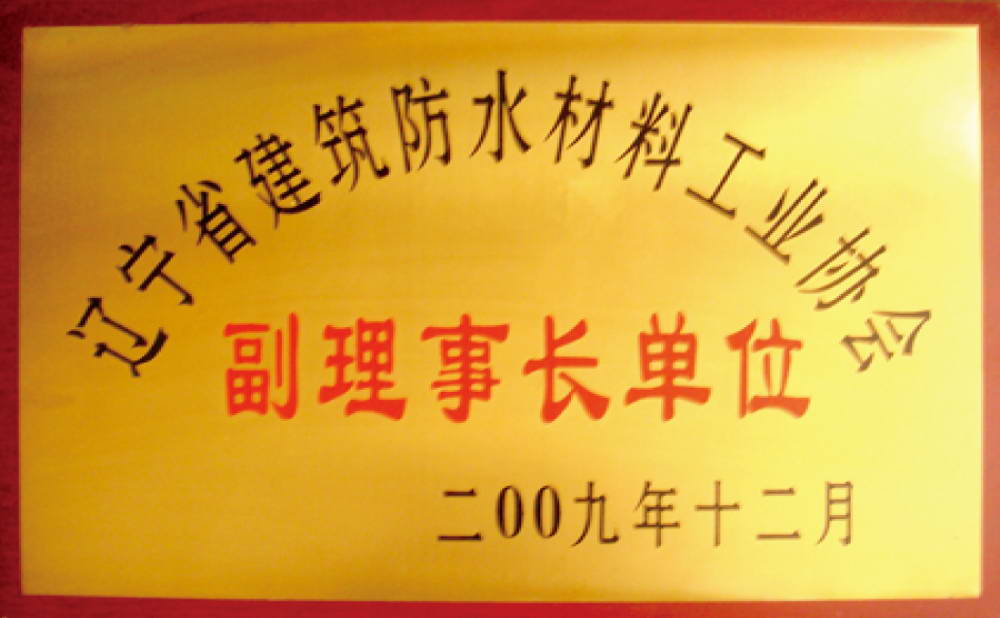 辽宁省建筑防水材料工业协会
副理事长单位
二00九年十二月